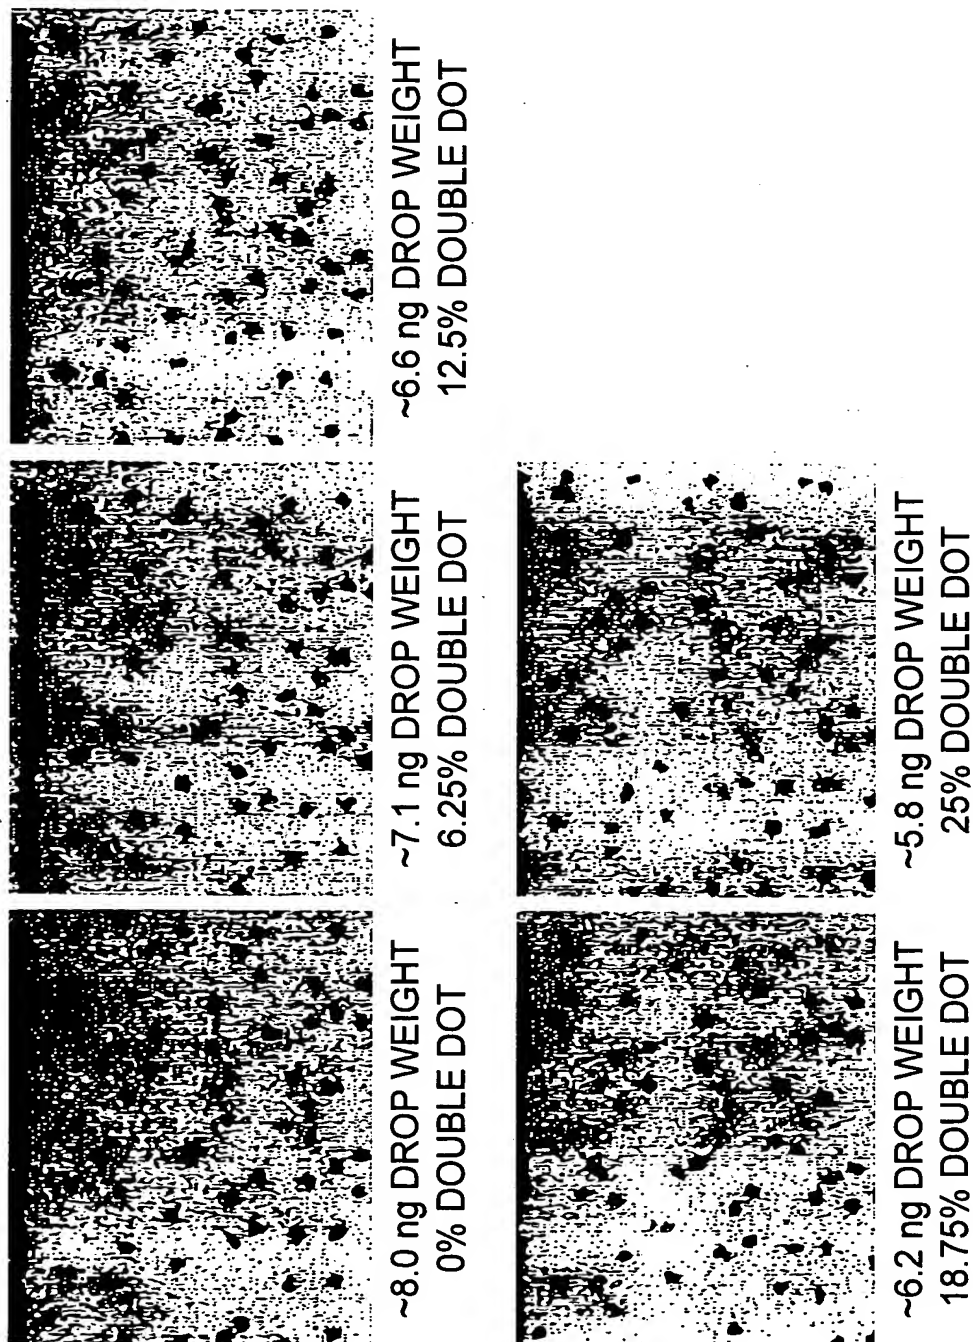 ~8.0 ng DROP WEIGHT
0% DOUBLE DOT
~7.1 ng DROP WEIGHT
6.25% DOUBLE DOT
~6.6 ng DROP WEIGHT
12.5% DOUBLE DOT
~6.2 ng DROP WEIGHT
18.75% DOUBLE DOT
~5.8 ng DROP WEIGHT
25% DOUBLE DOT